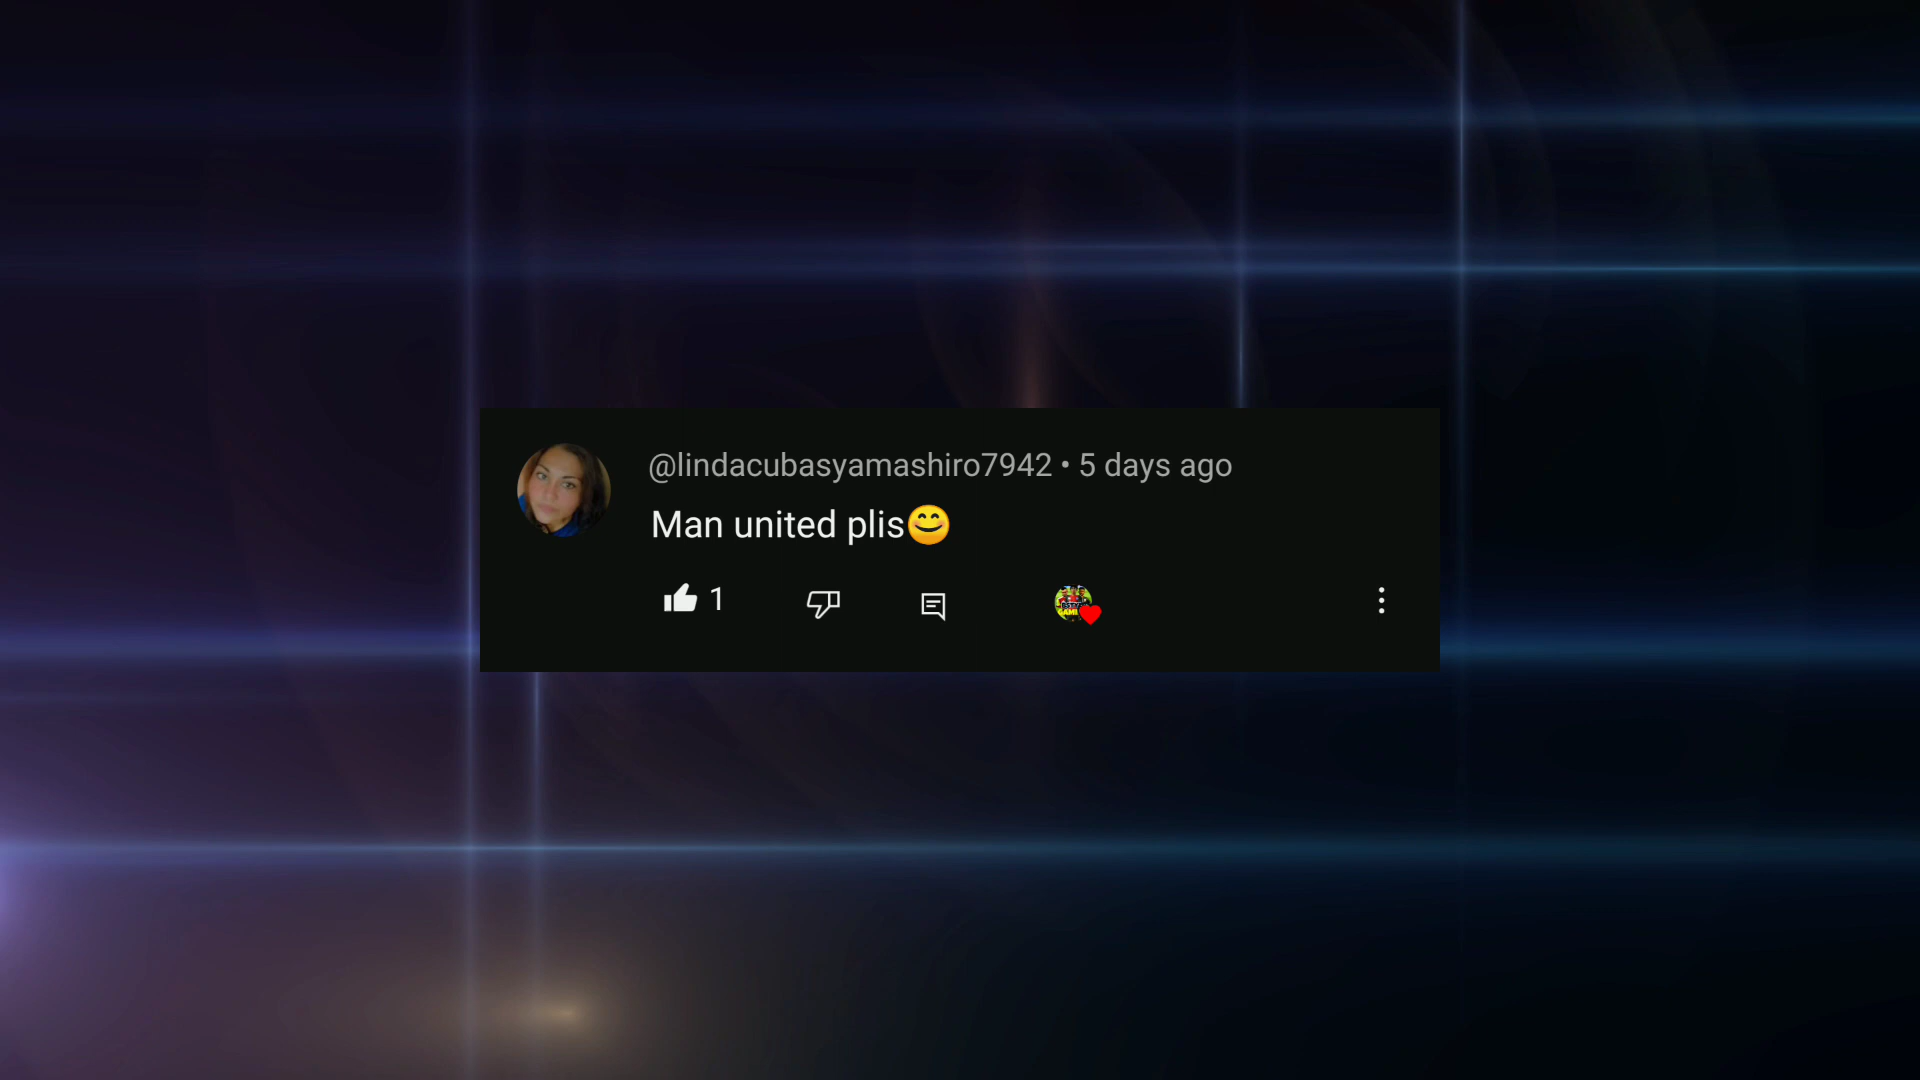 @lindacubasyamashiro7942 • 5 days ago
Man united plis😊
1